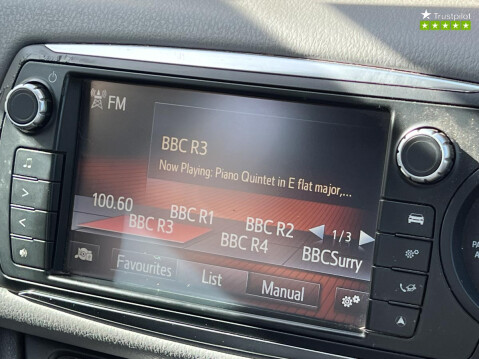 Trustpilot
FM
BBC R3
Now Playing: Piano Quintet in E flat major,...
100.60
BBC R1
BBC R2
1/3
BBC R3
BBC R4
BBCSurry
Favourites
List
Manual